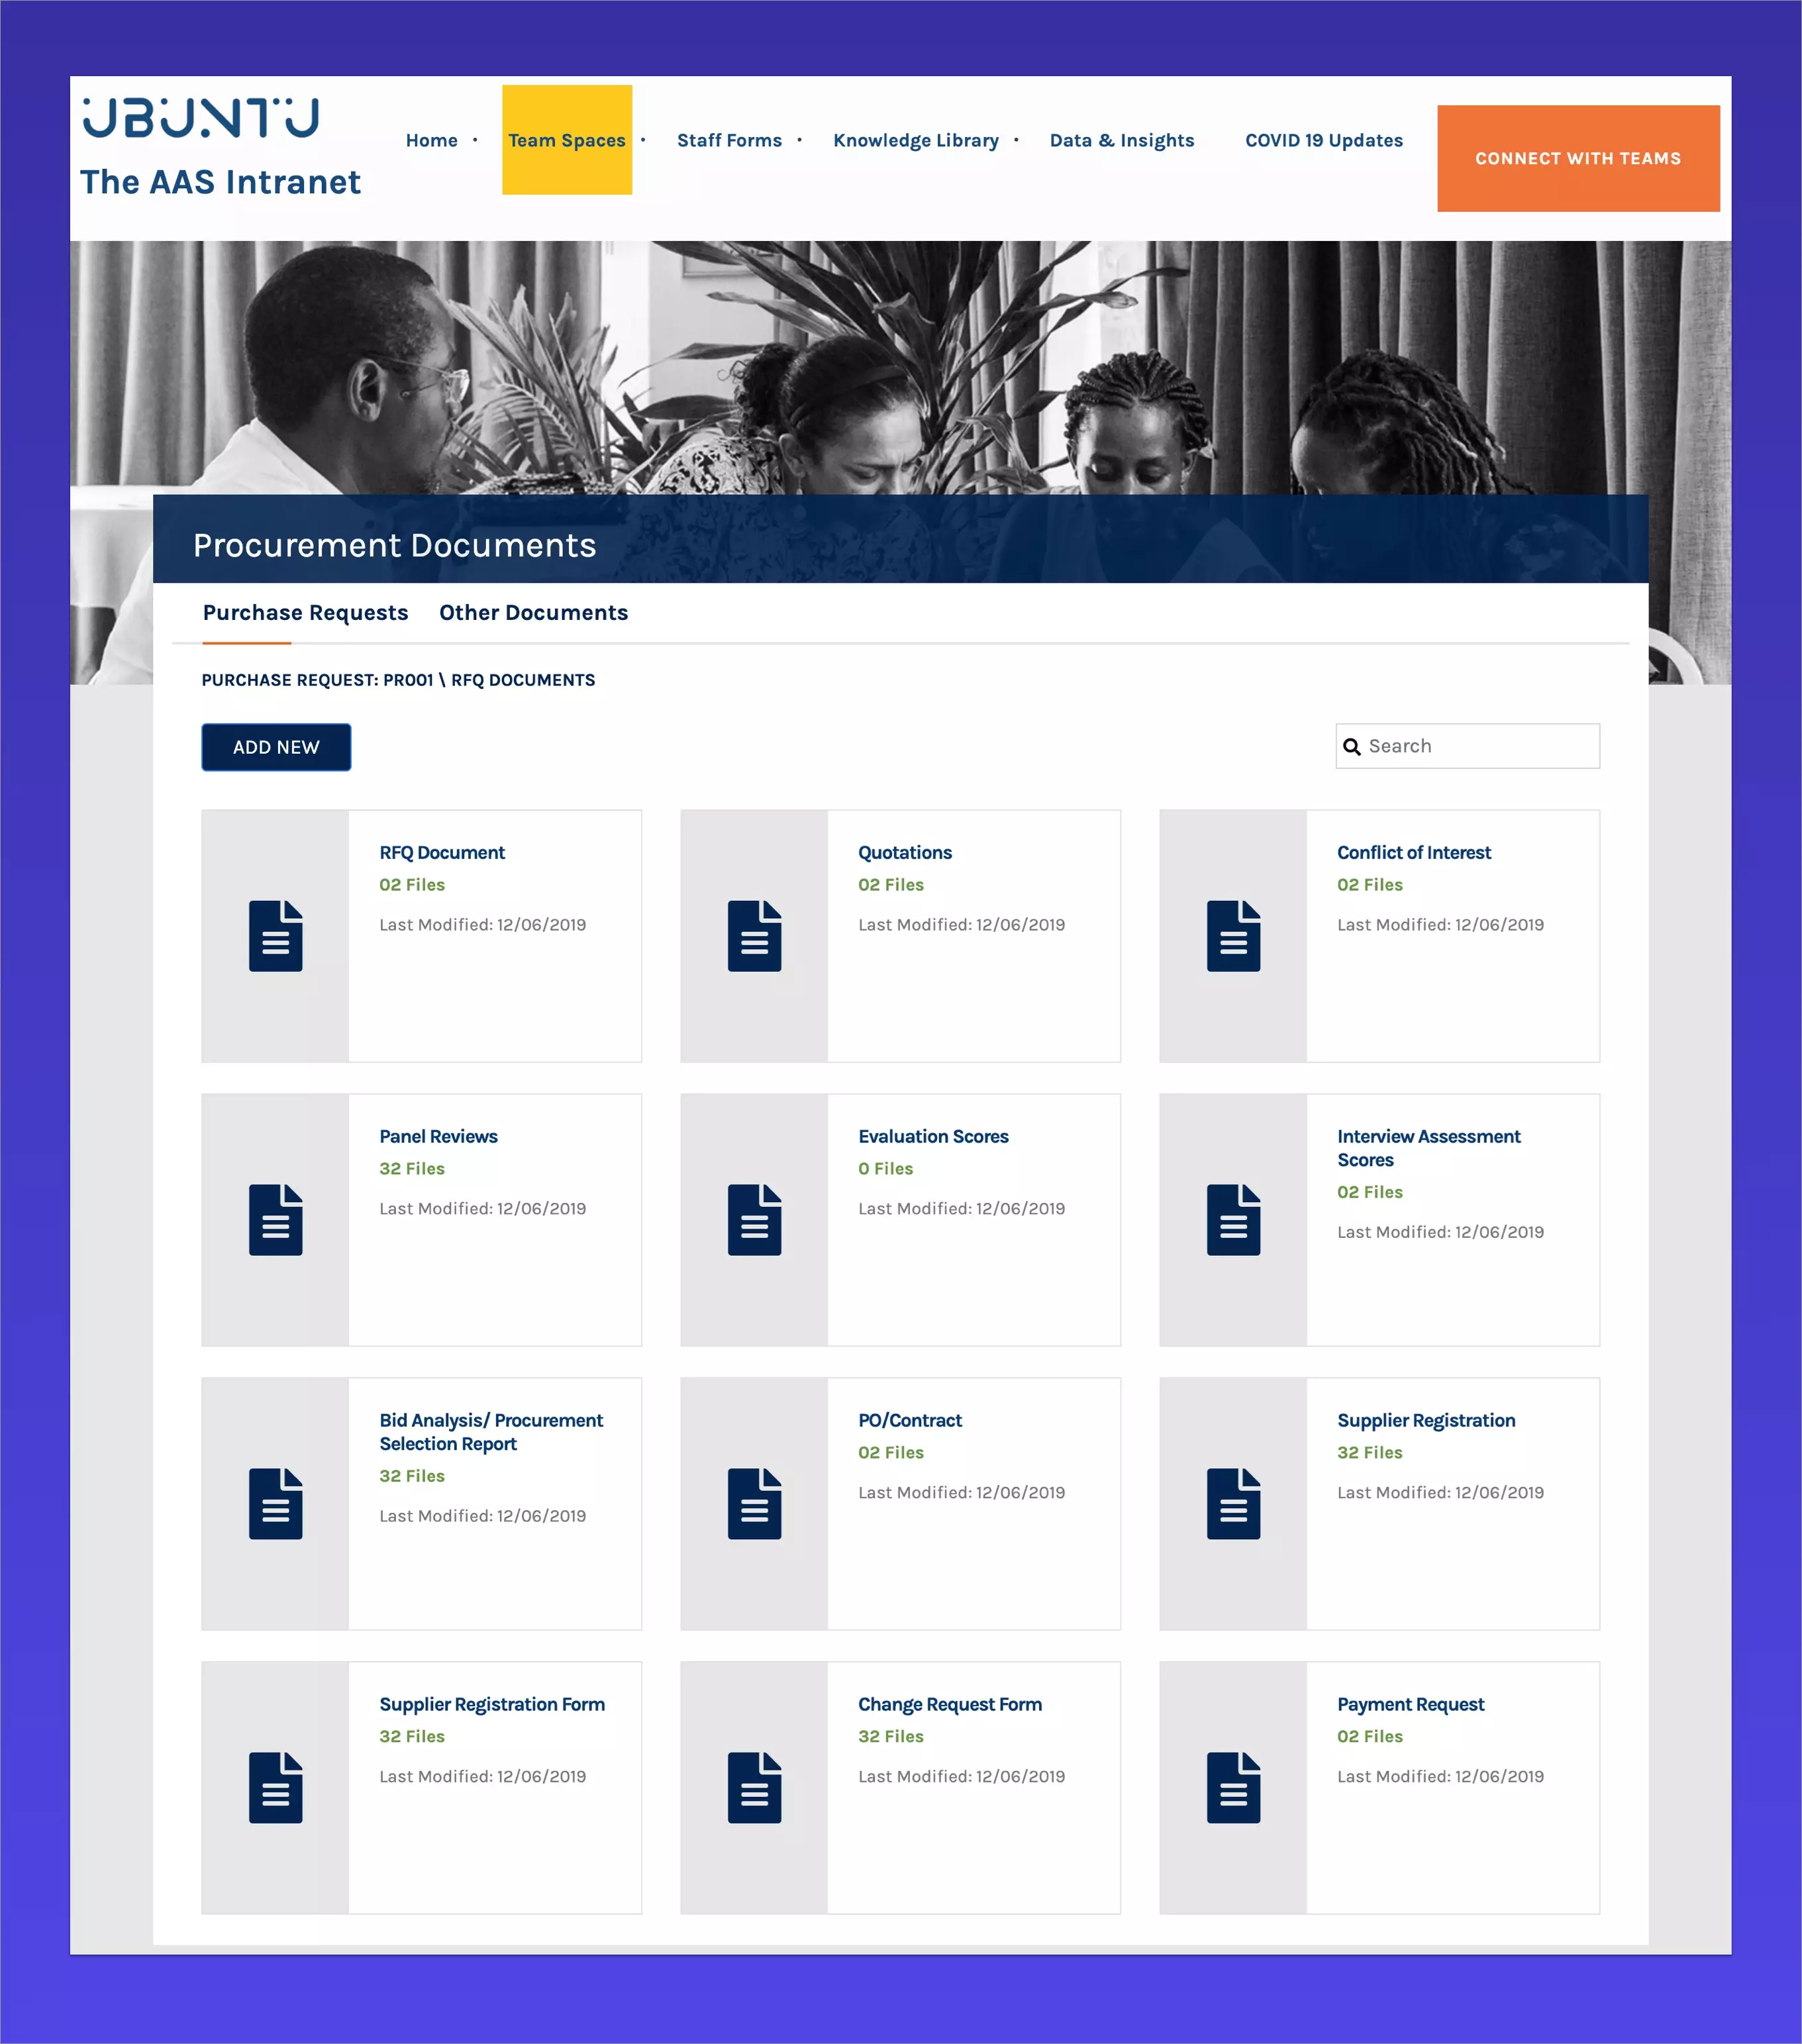 UBUNTU
The AAS Intranet
Home • Team Spaces • Staff Forms • Knowledge Library • Data & Insights COVID 19 Updates
CONNECT WITH TEAMS
Procurement Documents
Purchase Requests Other Documents
PURCHASE REQUEST: PR001 \ RFQ DOCUMENTS
ADD NEW
Search
RFQ Document
02 Files
Last Modified: 12/06/2019
Quotations
02 Files
Last Modified: 12/06/2019
Conflict of Interest
02 Files
Last Modified: 12/06/2019
Panel Reviews
32 Files
Last Modified: 12/06/2019
Evaluation Scores
0 Files
Last Modified: 12/06/2019
Interview Assessment
Scores
02 Files
Last Modified: 12/06/2019
Bid Analysis/ Procurement
Selection Report
32 Files
Last Modified: 12/06/2019
PO/Contract
02 Files
Last Modified: 12/06/2019
Supplier Registration
32 Files
Last Modified: 12/06/2019
Supplier Registration Form
32 Files
Last Modified: 12/06/2019
Change Request Form
32 Files
Last Modified: 12/06/2019
Payment Request
02 Files
Last Modified: 12/06/2019